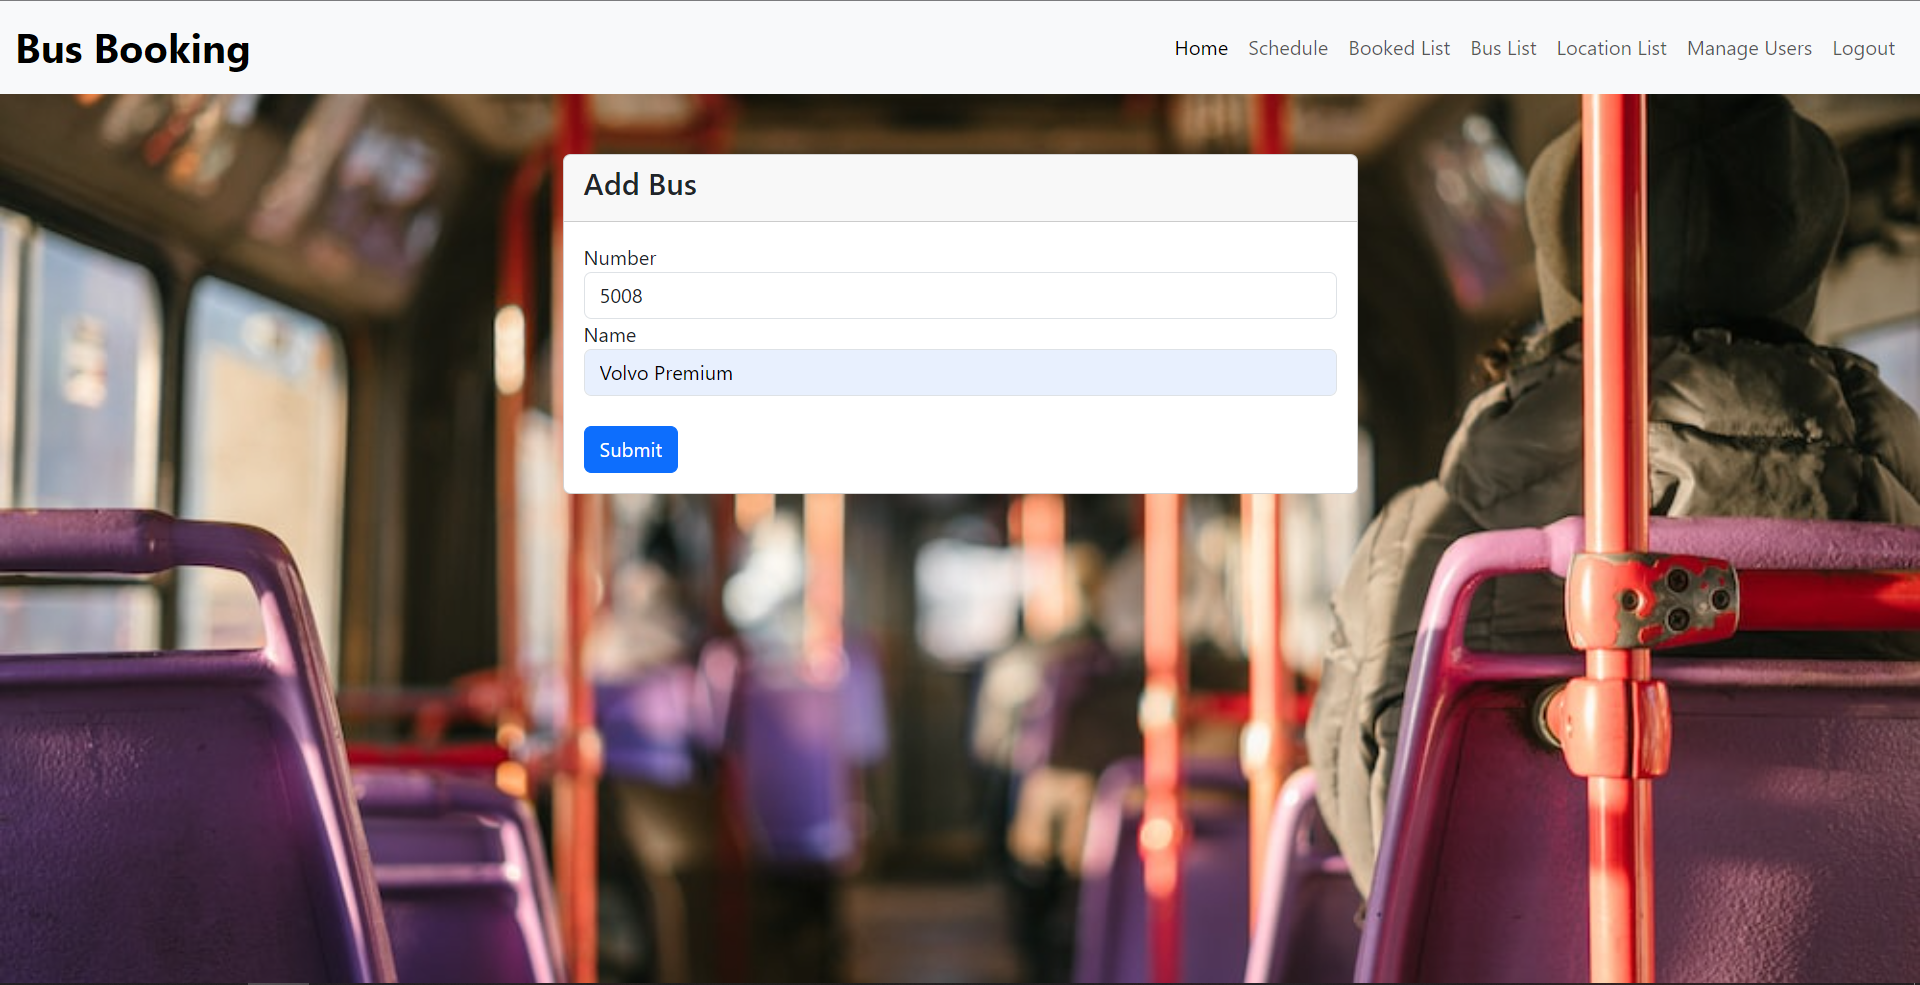 Bus Booking
Home Schedule Booked List Bus List Location List Manage Users Logout
Add Bus
Number
5008
Name
Volvo Premium
Submit